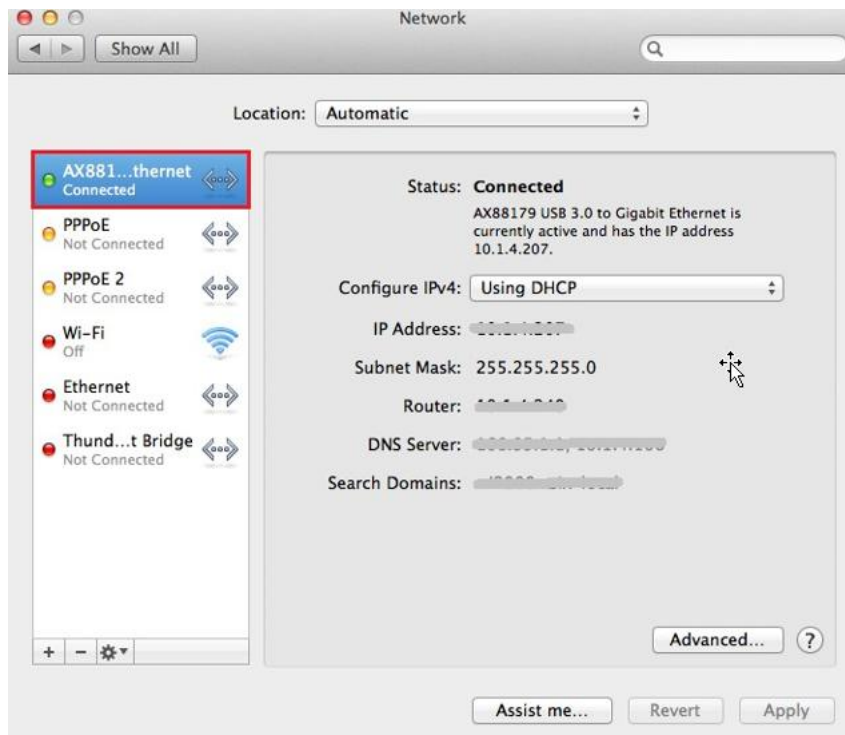 Network
Show All
Location: Automatic
AX881...thernet
Connected
PPPoE
Not Connected
PPPoE 2
Not Connected
Wi-Fi
Off
Ethernet
Not Connected
Thund...t Bridge
Not Connected
Status: Connected
AX88179 USB 3.0 to Gigabit Ethernet is
currently active and has the IP address
10.1.4.207.
Configure IPv4: Using DHCP
IP Address:
Subnet Mask: 255.255.255.0
Router:
DNS Server:
Search Domains:
+ −
Advanced... ?
Assist me... Revert Apply